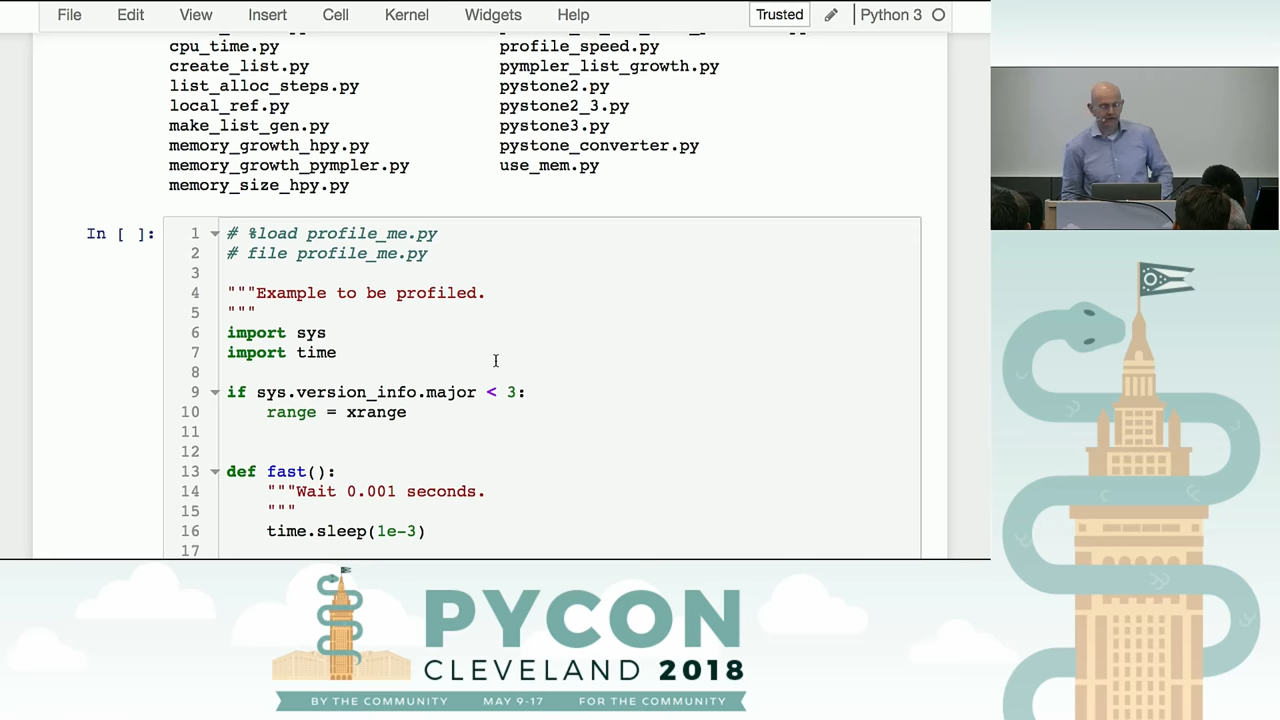 File Edit View Insert Cell Kernel Widgets Help Trusted Python 3
cpu_time.py profile_speed.py
create_list.py pympler_list_growth.py
list_alloc_steps.py pystone2.py
local_ref.py pystone2_3.py
make_list_gen.py pystone3.py
memory_growth_hpy.py pystone_converter.py
memory_growth_pympler.py use_mem.py
memory_size_hpy.py
In [ ]: 1 # %load profile_me.py
2 # file profile_me.py
3
4 """Example to be profiled.
5 """
6 import sys
7 import time
8
9 if sys.version_info.major < 3:
10 range = xrange
11
12
13 def fast():
14 """Wait 0.001 seconds.
15 """
16 time.sleep(1e-3)
17
PYCON
CLEVELAND 2018
BY THE COMMUNITY MAY 9-17 FOR THE COMMUNITY